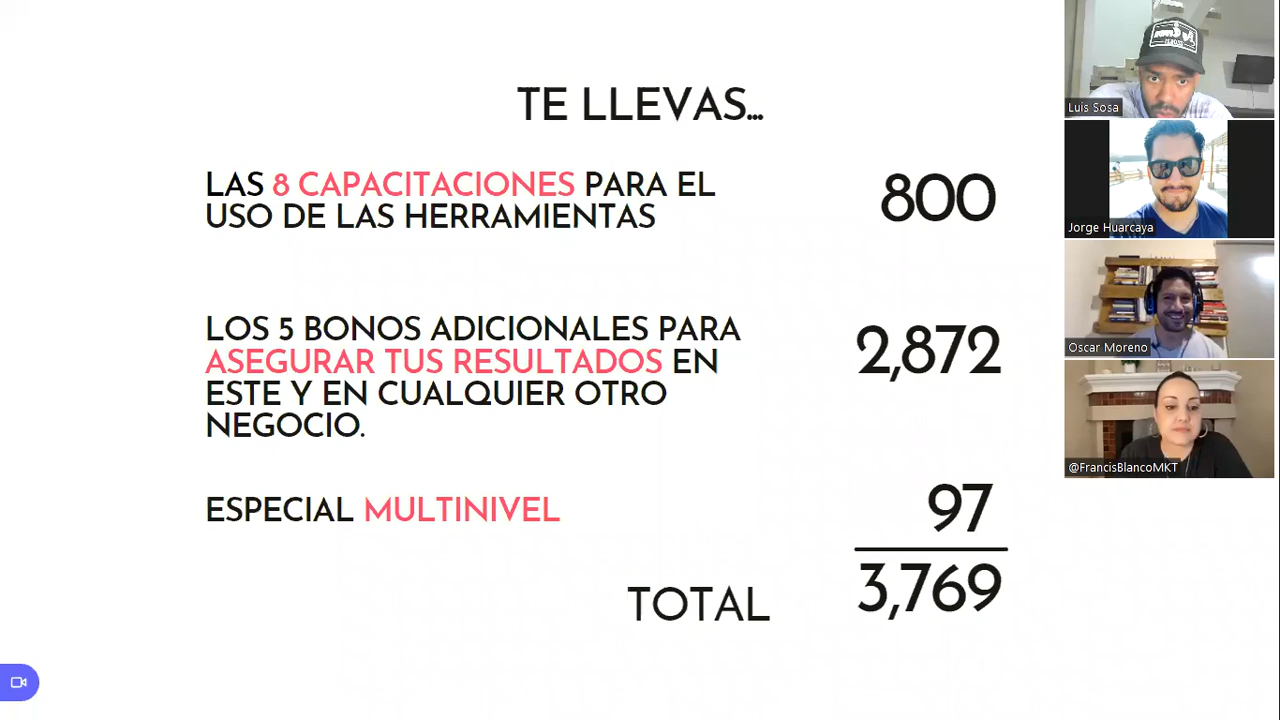 TE LLEVAS...
LAS 8 CAPACITACIONES PARA EL
USO DE LAS HERRAMIENTAS
800
LOS 5 BONOS ADICIONALES PARA
ASEGURAR TUS RESULTADOS EN
ESTE Y EN CUALQUIER OTRO
NEGOCIO.
2,872
ESPECIAL MULTINIVEL
97
TOTAL
3,769
Luis Sosa
Jorge Huarcaya
Oscar Moreno
@FrancisBlancoMKT